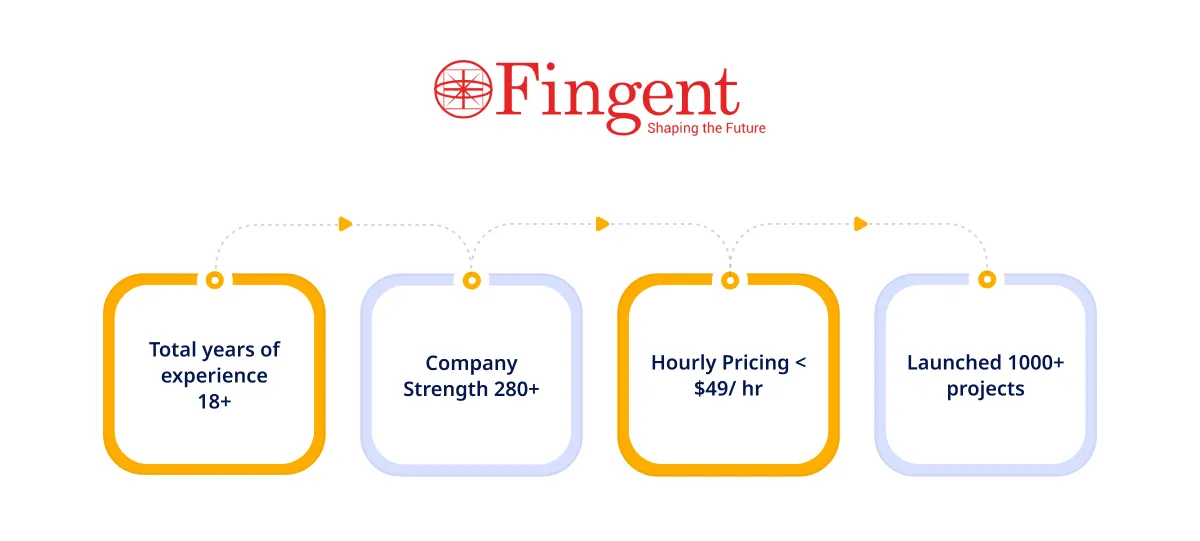 Fingent
Shaping the Future
Total years of
experience
18+
Company
Strength 280+
Hourly Pricing <
$49/ hr
Launched 1000+
projects